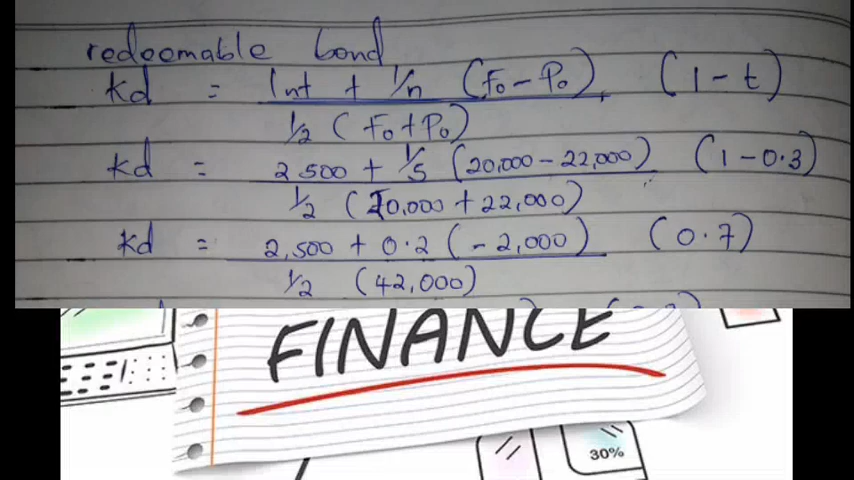 redeemable bond
kd = Int + 1/n (F₀ - P₀) (1 - t)
1/2 (F₀ + P₀)
kd = 2,500 + 1/5 (20,000 - 22,000) (1 - 0.3)
1/2 (20,000 + 22,000)
kd = 2,500 + 0.2 (-2,000) (0.7)
1/2 (42,000)
FINANCE
30%